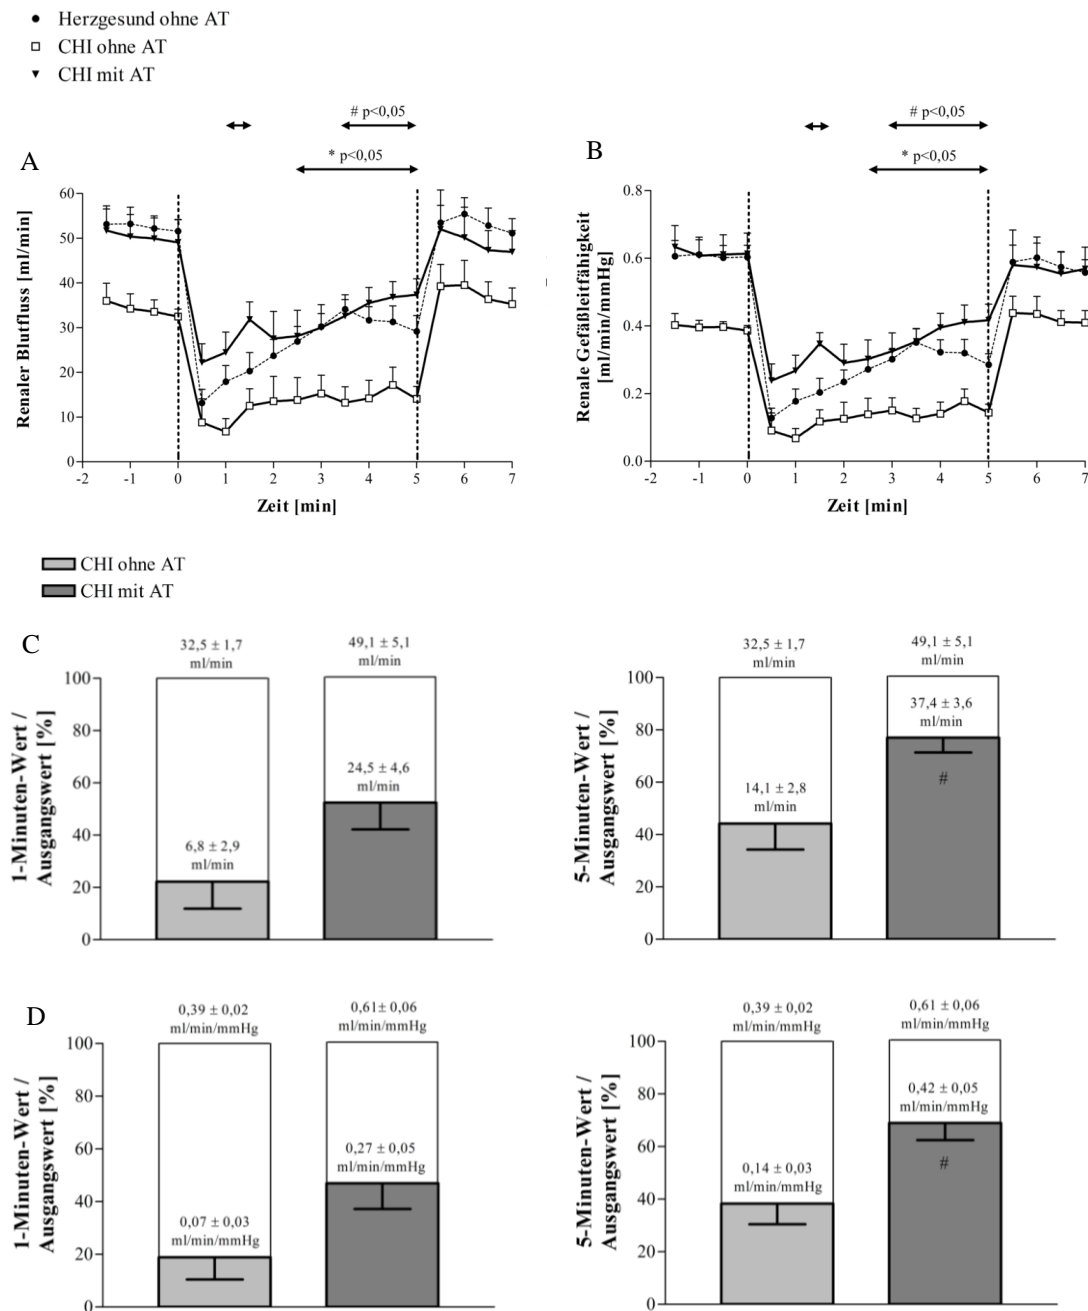 Herzgesund ohne AT
CHI ohne AT
CHI mit AT
A
# p<0,05
* p<0,05
Renaler Blutfluss [ml/min]
60
50
40
30
20
10
0
-2
-1
0
1
2
3
4
5
6
7
Zeit [min]
B
# p<0,05
* p<0,05
Renale Gefäßleitfähigkeit
[ml/min/mmHg]
0.8
0.6
0.4
0.2
0.0
-2
-1
0
1
2
3
4
5
6
7
Zeit [min]
CHI ohne AT
CHI mit AT
C
1-Minuten-Wert /
Ausgangswert [%]
100
80
60
40
20
0
32,5 ± 1,7
ml/min
6,8 ± 2,9
ml/min
49,1 ± 5,1
ml/min
24,5 ± 4,6
ml/min
5-Minuten-Wert /
Ausgangswert [%]
100
80
60
40
20
0
32,5 ± 1,7
ml/min
14,1 ± 2,8
ml/min
49,1 ± 5,1
ml/min
37,4 ± 3,6
ml/min
#
D
1-Minuten-Wert /
Ausgangswert [%]
100
80
60
40
20
0
0,39 ± 0,02
ml/min/mmHg
0,07 ± 0,03
ml/min/mmHg
0,61± 0,06
ml/min/mmHg
0,27 ± 0,05
ml/min/mmHg
5-Minuten-Wert /
Ausgangswert [%]
100
80
60
40
20
0
0,39 ± 0,02
ml/min/mmHg
0,14 ± 0,03
ml/min/mmHg
0,61 ± 0,06
ml/min/mmHg
0,42 ± 0,05
ml/min/mmHg
#